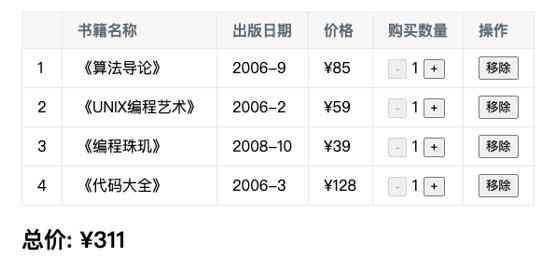 书籍名称 出版日期 价格 购买数量 操作
1 《算法导论》 2006-9 ¥85 - 1 + 移除
2 《UNIX编程艺术》 2006-2 ¥59 - 1 + 移除
3 《编程珠玑》 2008-10 ¥39 - 1 + 移除
4 《代码大全》 2006-3 ¥128 - 1 + 移除
总价: ¥311